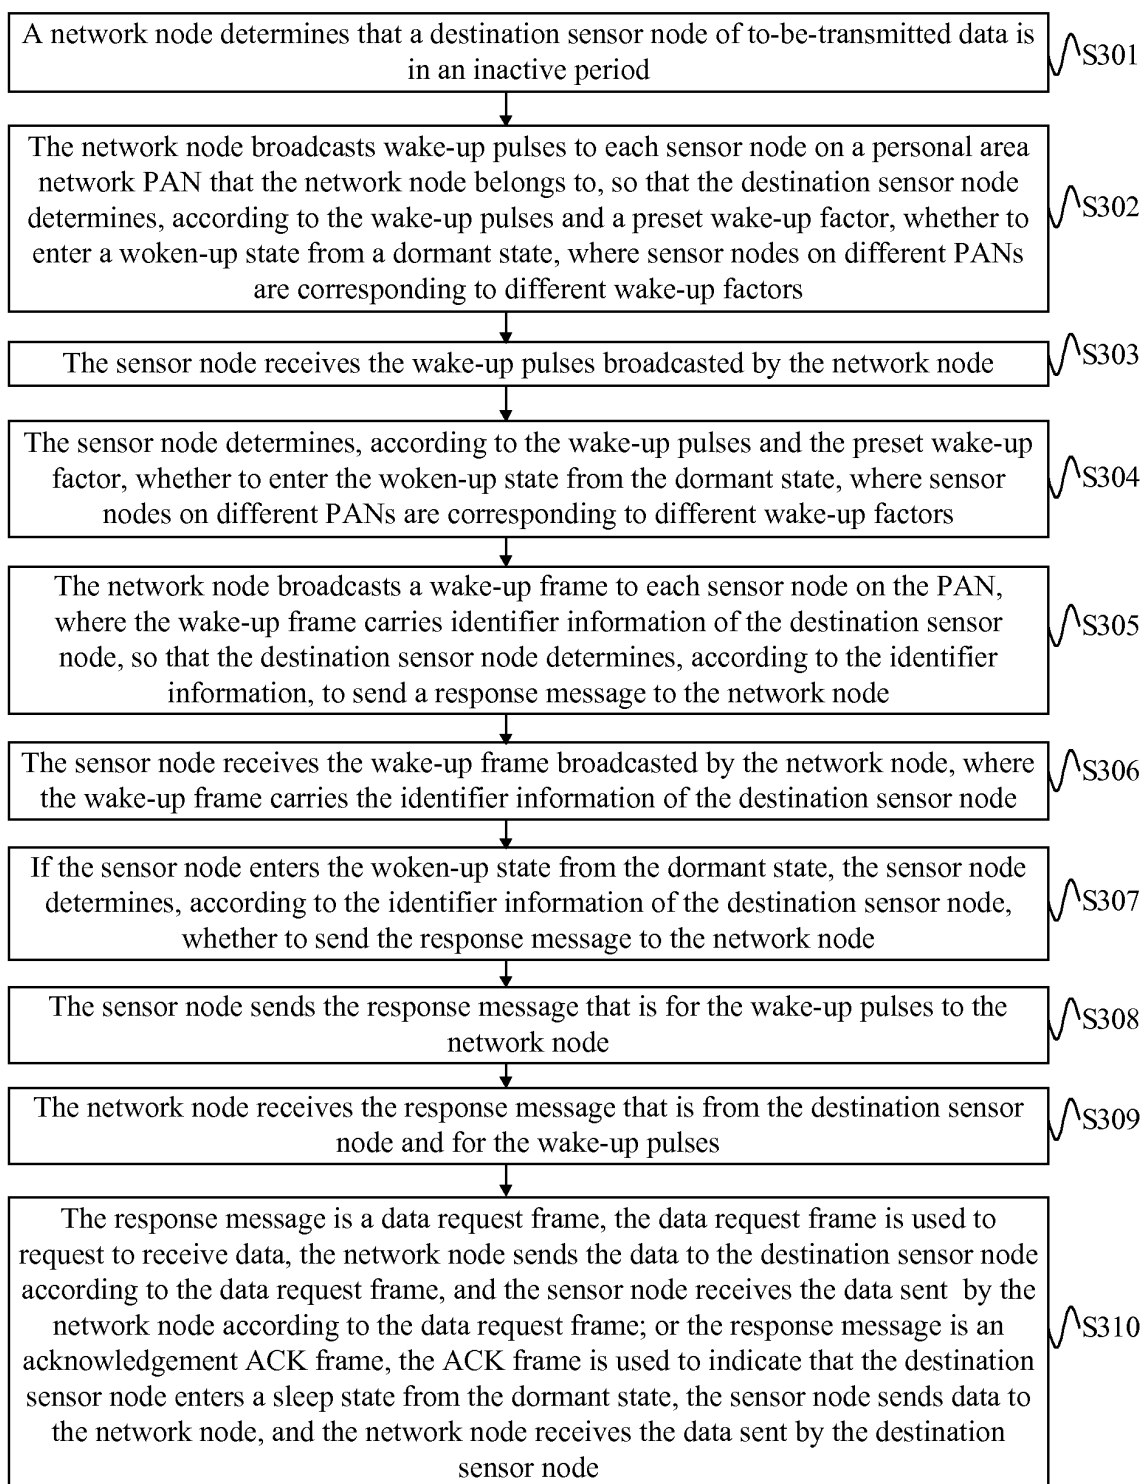 A network node determines that a destination sensor node of to-be-transmitted data is
in an inactive period
S301
The network node broadcasts wake-up pulses to each sensor node on a personal area
network PAN that the network node belongs to, so that the destination sensor node
determines, according to the wake-up pulses and a preset wake-up factor, whether to
enter a woken-up state from a dormant state, where sensor nodes on different PANs
are corresponding to different wake-up factors
S302
The sensor node receives the wake-up pulses broadcasted by the network node
S303
The sensor node determines, according to the wake-up pulses and the preset wake-up
factor, whether to enter the woken-up state from the dormant state, where sensor
nodes on different PANs are corresponding to different wake-up factors
S304
The network node broadcasts a wake-up frame to each sensor node on the PAN,
where the wake-up frame carries identifier information of the destination sensor
node, so that the destination sensor node determines, according to the identifier
information, to send a response message to the network node
S305
The sensor node receives the wake-up frame broadcasted by the network node, where
the wake-up frame carries the identifier information of the destination sensor node
S306
If the sensor node enters the woken-up state from the dormant state, the sensor node
determines, according to the identifier information of the destination sensor node,
whether to send the response message to the network node
S307
The sensor node sends the response message that is for the wake-up pulses to the
network node
S308
The network node receives the response message that is from the destination sensor
node and for the wake-up pulses
S309
The response message is a data request frame, the data request frame is used to
request to receive data, the network node sends the data to the destination sensor node
according to the data request frame, and the sensor node receives the data sent by the
network node according to the data request frame; or the response message is an
acknowledgement ACK frame, the ACK frame is used to indicate that the destination
sensor node enters a sleep state from the dormant state, the sensor node sends data to
the network node, and the network node receives the data sent by the destination
sensor node
S310